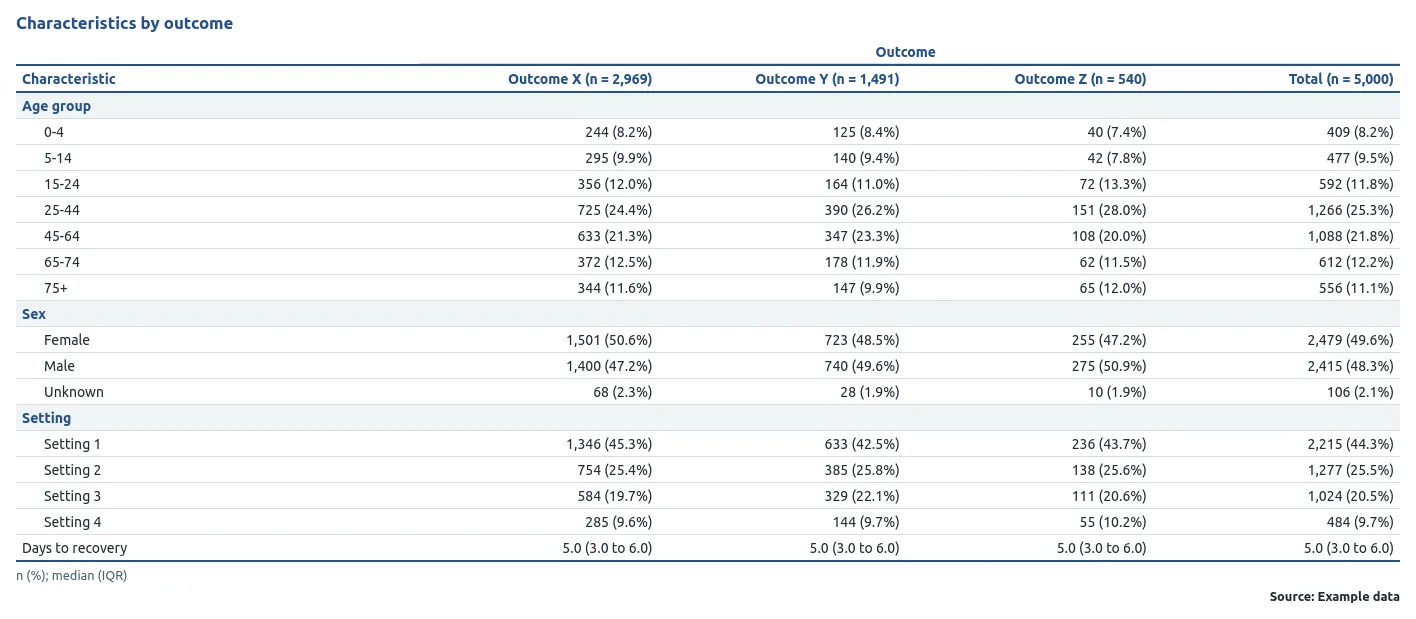 Characteristics by outcome
Outcome
Characteristic Outcome X (n = 2,969) Outcome Y (n = 1,491) Outcome Z (n = 540) Total (n = 5,000)
Age group
0-4 244 (8.2%) 125 (8.4%) 40 (7.4%) 409 (8.2%)
5-14 295 (9.9%) 140 (9.4%) 42 (7.8%) 477 (9.5%)
15-24 356 (12.0%) 164 (11.0%) 72 (13.3%) 592 (11.8%)
25-44 725 (24.4%) 390 (26.2%) 151 (28.0%) 1,266 (25.3%)
45-64 633 (21.3%) 347 (23.3%) 108 (20.0%) 1,088 (21.8%)
65-74 372 (12.5%) 178 (11.9%) 62 (11.5%) 612 (12.2%)
75+ 344 (11.6%) 147 (9.9%) 65 (12.0%) 556 (11.1%)
Sex
Female 1,501 (50.6%) 723 (48.5%) 255 (47.2%) 2,479 (49.6%)
Male 1,400 (47.2%) 740 (49.6%) 275 (50.9%) 2,415 (48.3%)
Unknown 68 (2.3%) 28 (1.9%) 10 (1.9%) 106 (2.1%)
Setting
Setting 1 1,346 (45.3%) 633 (42.5%) 236 (43.7%) 2,215 (44.3%)
Setting 2 754 (25.4%) 385 (25.8%) 138 (25.6%) 1,277 (25.5%)
Setting 3 584 (19.7%) 329 (22.1%) 111 (20.6%) 1,024 (20.5%)
Setting 4 285 (9.6%) 144 (9.7%) 55 (10.2%) 484 (9.7%)
Days to recovery 5.0 (3.0 to 6.0) 5.0 (3.0 to 6.0) 5.0 (3.0 to 6.0) 5.0 (3.0 to 6.0)
n (%); median (IQR)
Source: Example data